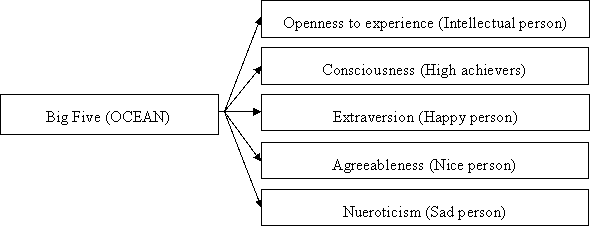 Openness to experience (Intellectual person)
Consciousness (High achievers)
Big Five (OCEAN)
Extraversion (Happy person)
Agreeableness (Nice person)
Nueroticism (Sad person)